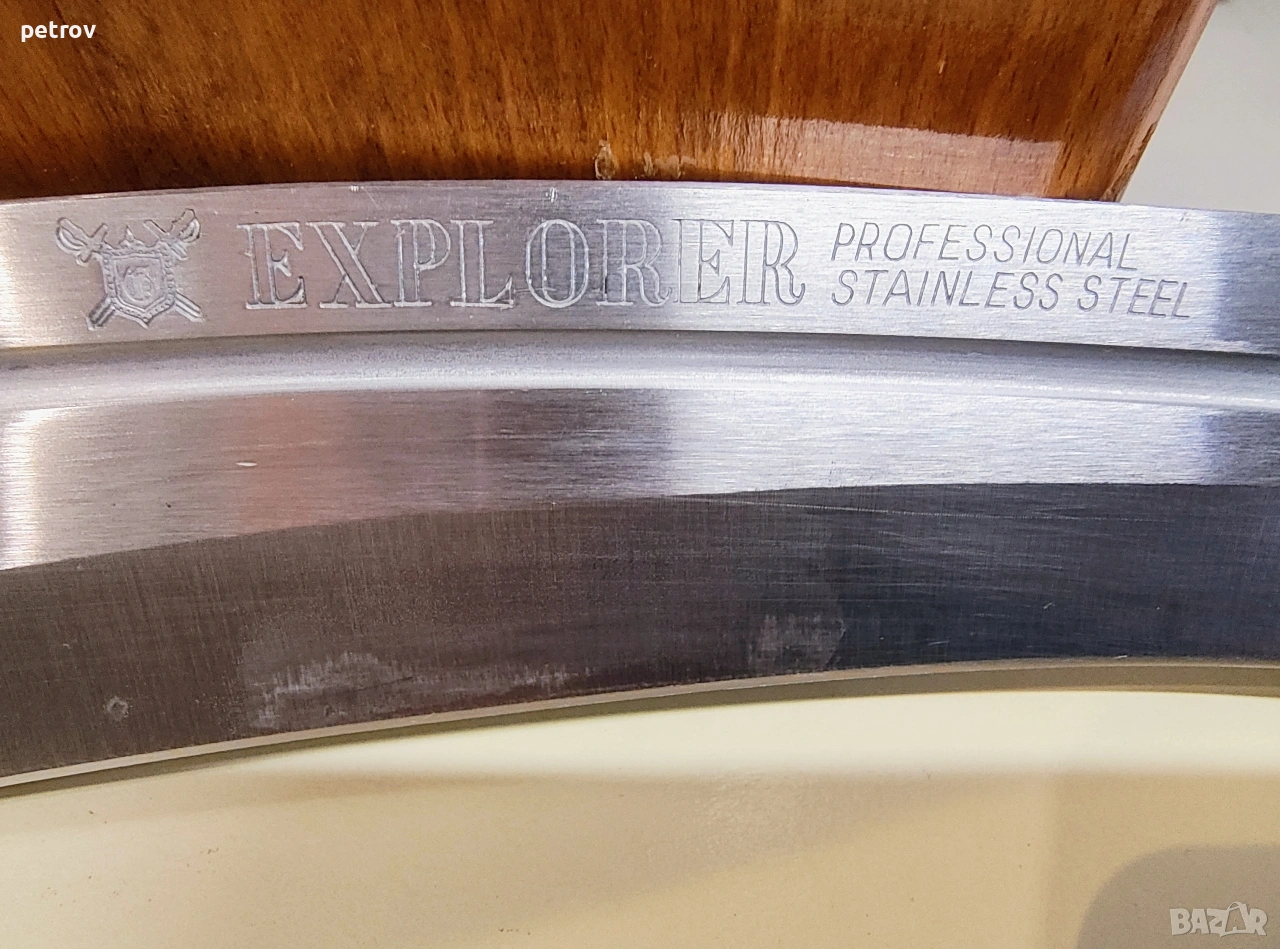 petrov
EXPLORER
PROFESSIONAL
STAINLESS STEEL
BAZAR